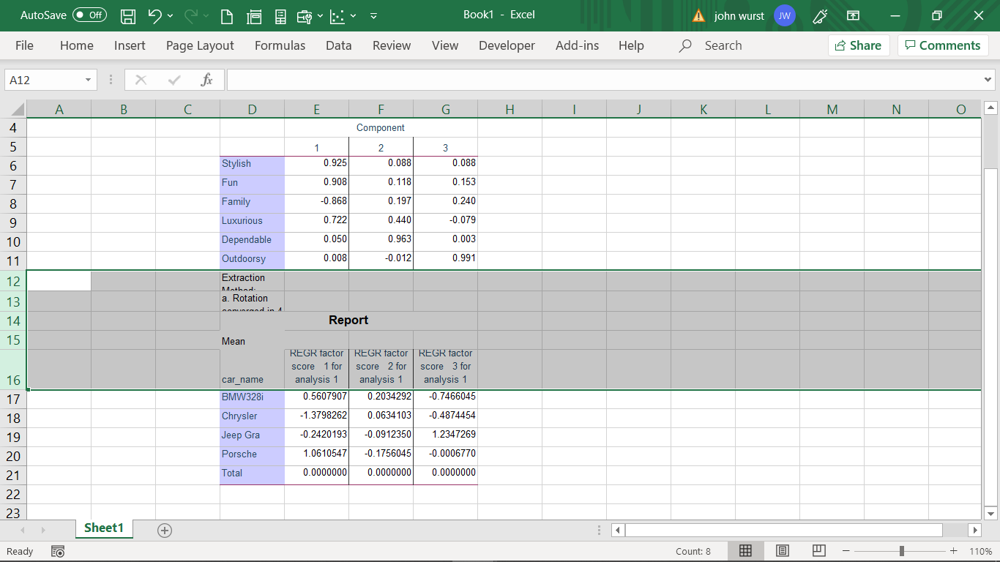 AutoSave Off Book1 - Excel john wurst JW
File Home Insert Page Layout Formulas Data Review View Developer Add-ins Help Search Share Comments
A12 fx
A B C D E F G H I J K L M N O
4 Component
5 1 2 3
6 Stylish 0.925 0.088 0.088
7 Fun 0.908 0.118 0.153
8 Family -0.868 0.197 0.240
9 Luxurious 0.722 0.440 -0.079
10 Dependable 0.050 0.963 0.003
11 Outdoorsy 0.008 -0.012 0.991
12 Extraction
Method:
13 a. Rotation
converged in 4
14 Report
15 Mean
REGR factor REGR factor REGR factor
score 1 for score 2 for score 3 for
16 car_name analysis 1 analysis 1 analysis 1
17 BMW328i 0.5607907 0.2034292 -0.7466045
18 Chrysler -1.3798262 0.0634103 -0.4874454
19 Jeep Gra -0.2420193 -0.0912350 1.2347269
20 Porsche 1.0610547 -0.1756045 -0.0006770
21 Total 0.0000000 0.0000000 0.0000000
22
23
Sheet1
Ready Count: 8 110%